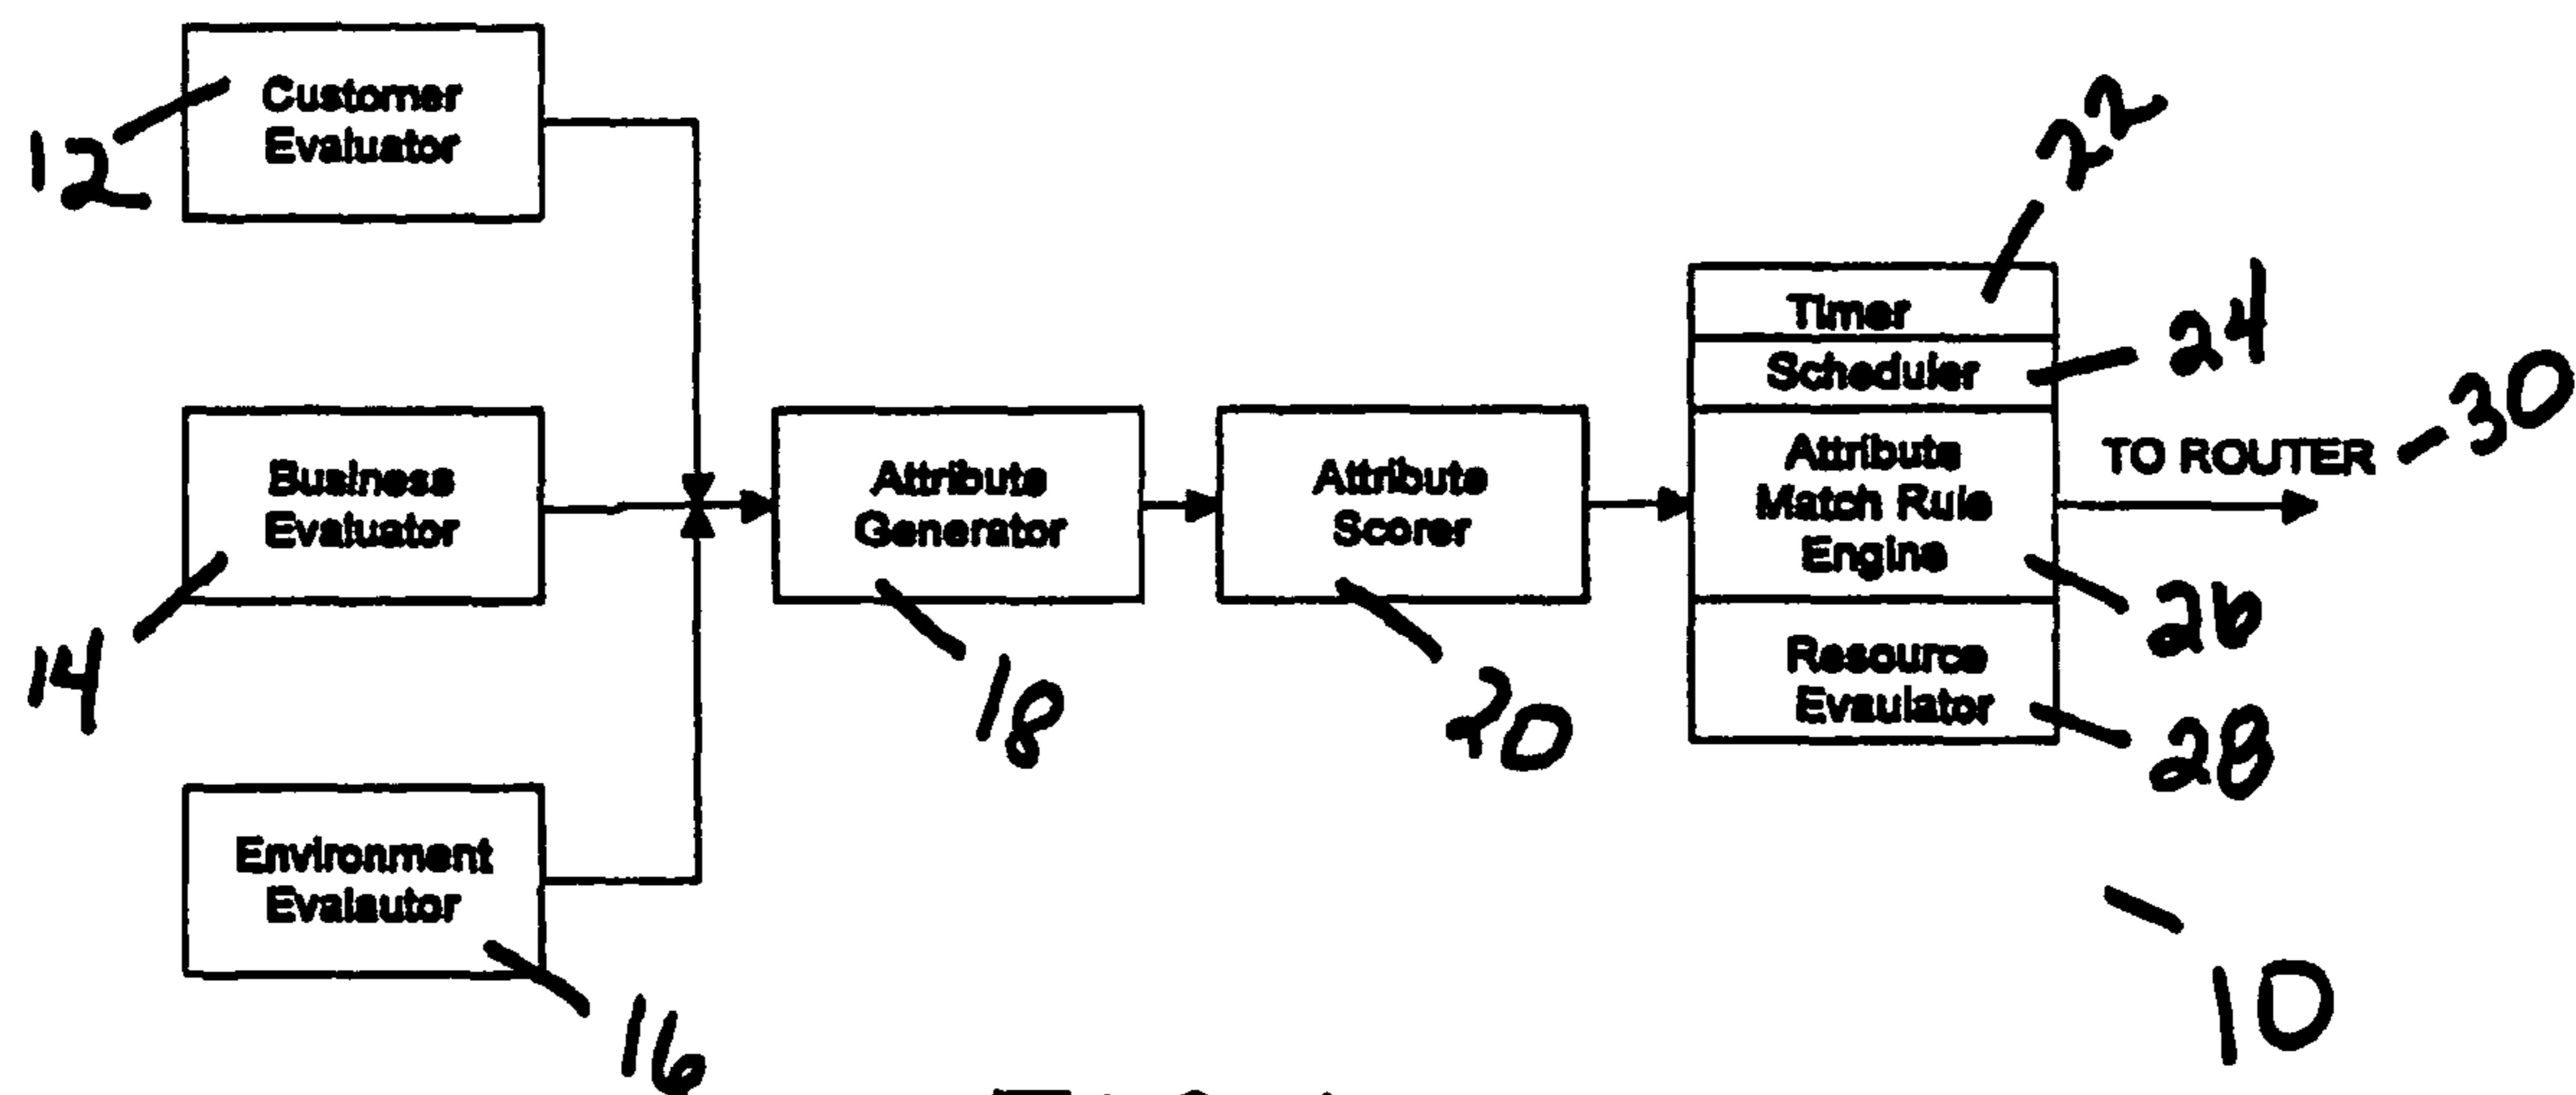 Customer
Evaluator
12
Business
Evaluator
14
Environment
Evalautor
16
Attribute
Generator
18
Attribute
Scorer
20
22
Timer
Scheduler
24
Attribute
Match Rule
Engine
26
Resource
Evaulator
28
TO ROUTER
30
10